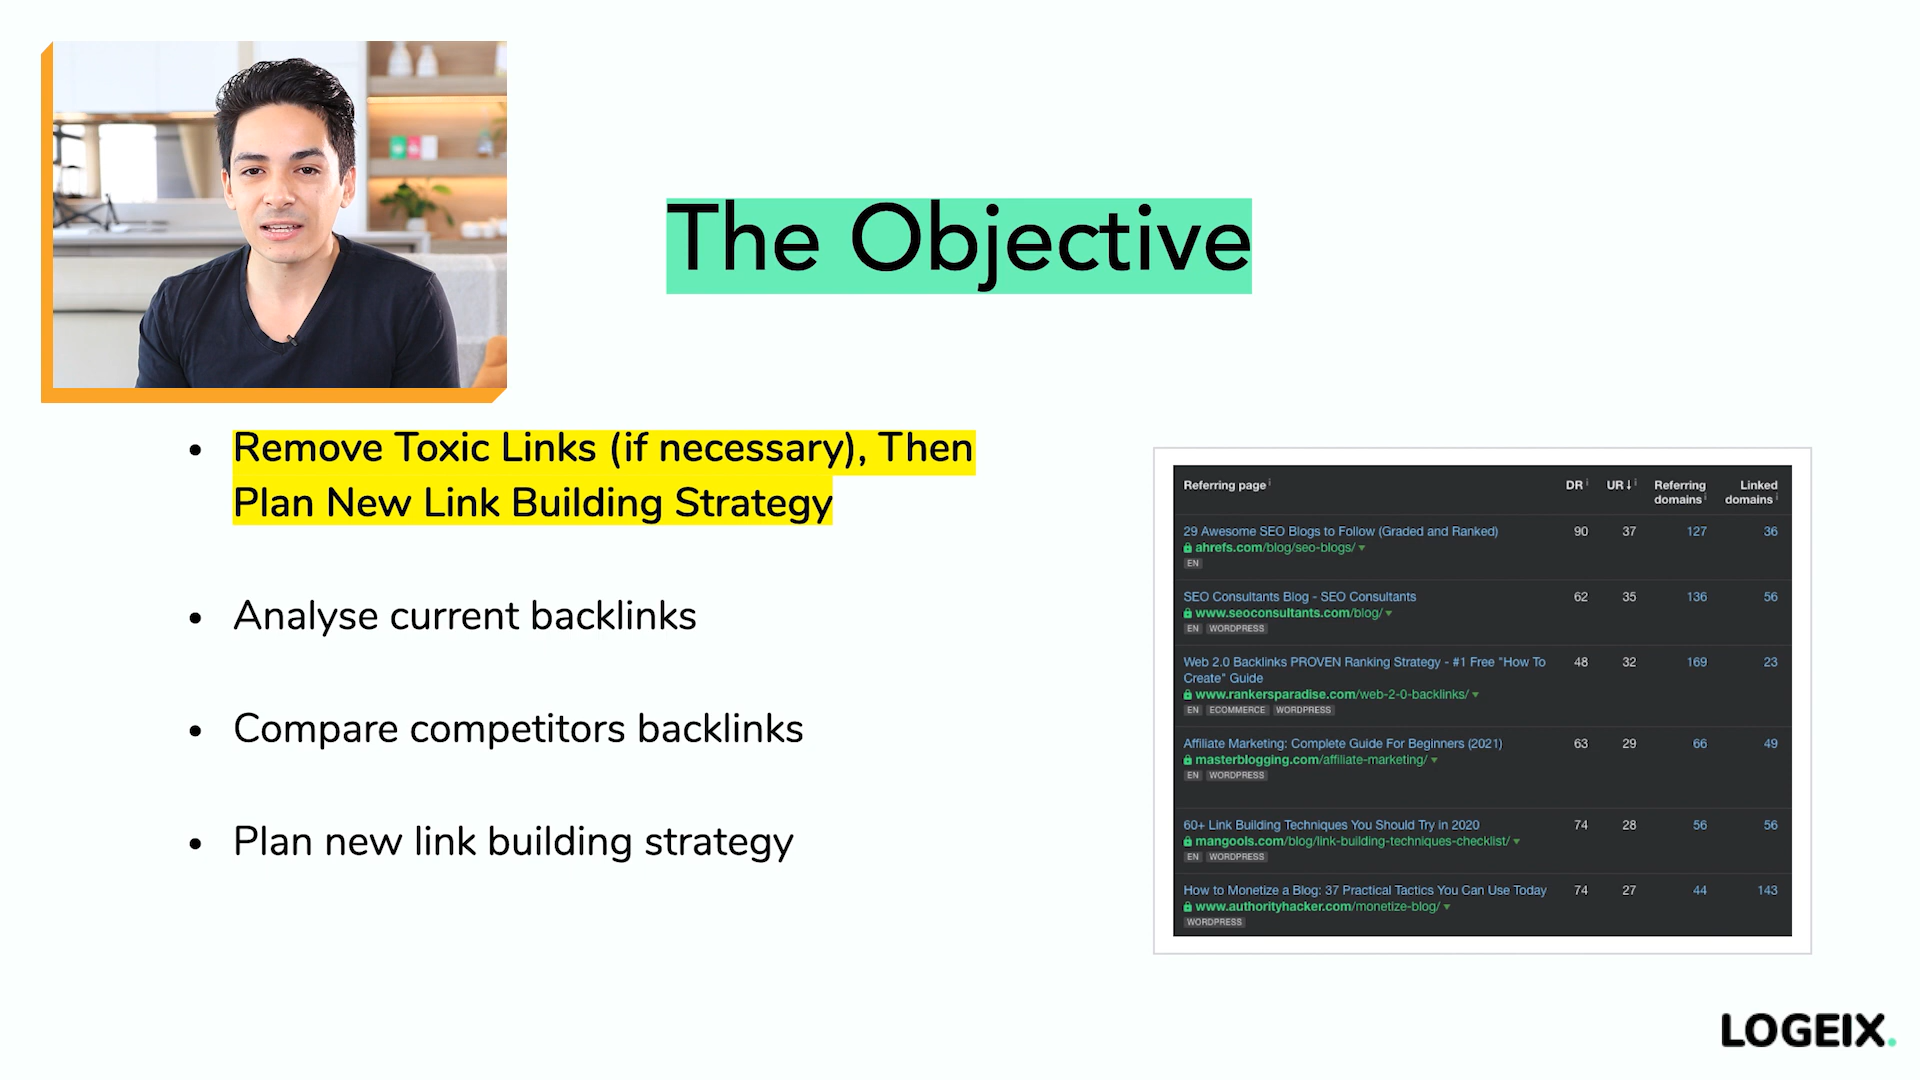 The Objective
• Remove Toxic Links (if necessary), Then
Plan New Link Building Strategy
• Analyse current backlinks
• Compare competitors backlinks
• Plan new link building strategy
Referring page DR UR↓ Referring domains Linked domains
29 Awesome SEO Blogs to Follow (Graded and Ranked) 90 37 127 36
ahrefs.com/blog/seo-blogs/
EN
SEO Consultants Blog - SEO Consultants 62 35 136 56
www.seoconsultants.com/blog/
EN WORDPRESS
Web 2.0 Backlinks PROVEN Ranking Strategy - #1 Free "How To 48 32 169 23
Create" Guide
www.rankersparadise.com/web-2-0-backlinks/
EN ECOMMERCE WORDPRESS
Affiliate Marketing: Complete Guide For Beginners (2021) 63 29 66 49
masterblogging.com/affiliate-marketing/
EN WORDPRESS
60+ Link Building Techniques You Should Try in 2020 74 28 56 56
mangools.com/blog/link-building-techniques-checklist/
EN WORDPRESS
How to Monetize a Blog: 37 Practical Tactics You Can Use Today 74 27 44 143
www.authorityhacker.com/monetize-blog/
WORDPRESS
LOGEIX.